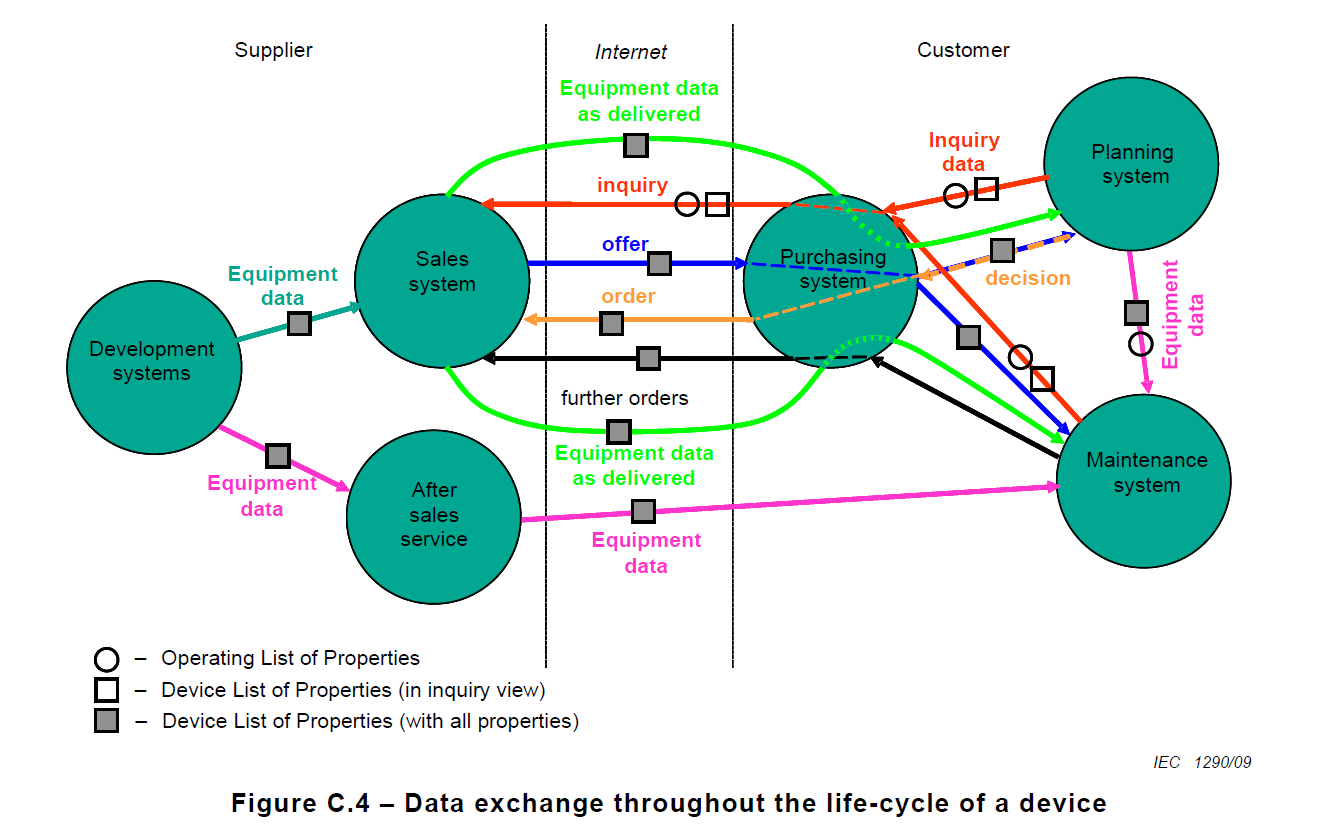 Supplier
Internet
Customer
Equipment data
as delivered
Inquiry
data
Planning
system
inquiry
offer
Sales
system
Purchasing
system
decision
Equipment
data
order
Equipment
data
Development
systems
further orders
Equipment data
as delivered
Maintenance
system
Equipment
data
After
sales
service
Equipment
data
– Operating List of Properties
– Device List of Properties (in inquiry view)
– Device List of Properties (with all properties)
IEC 1290/09
Figure C.4 – Data exchange throughout the life-cycle of a device